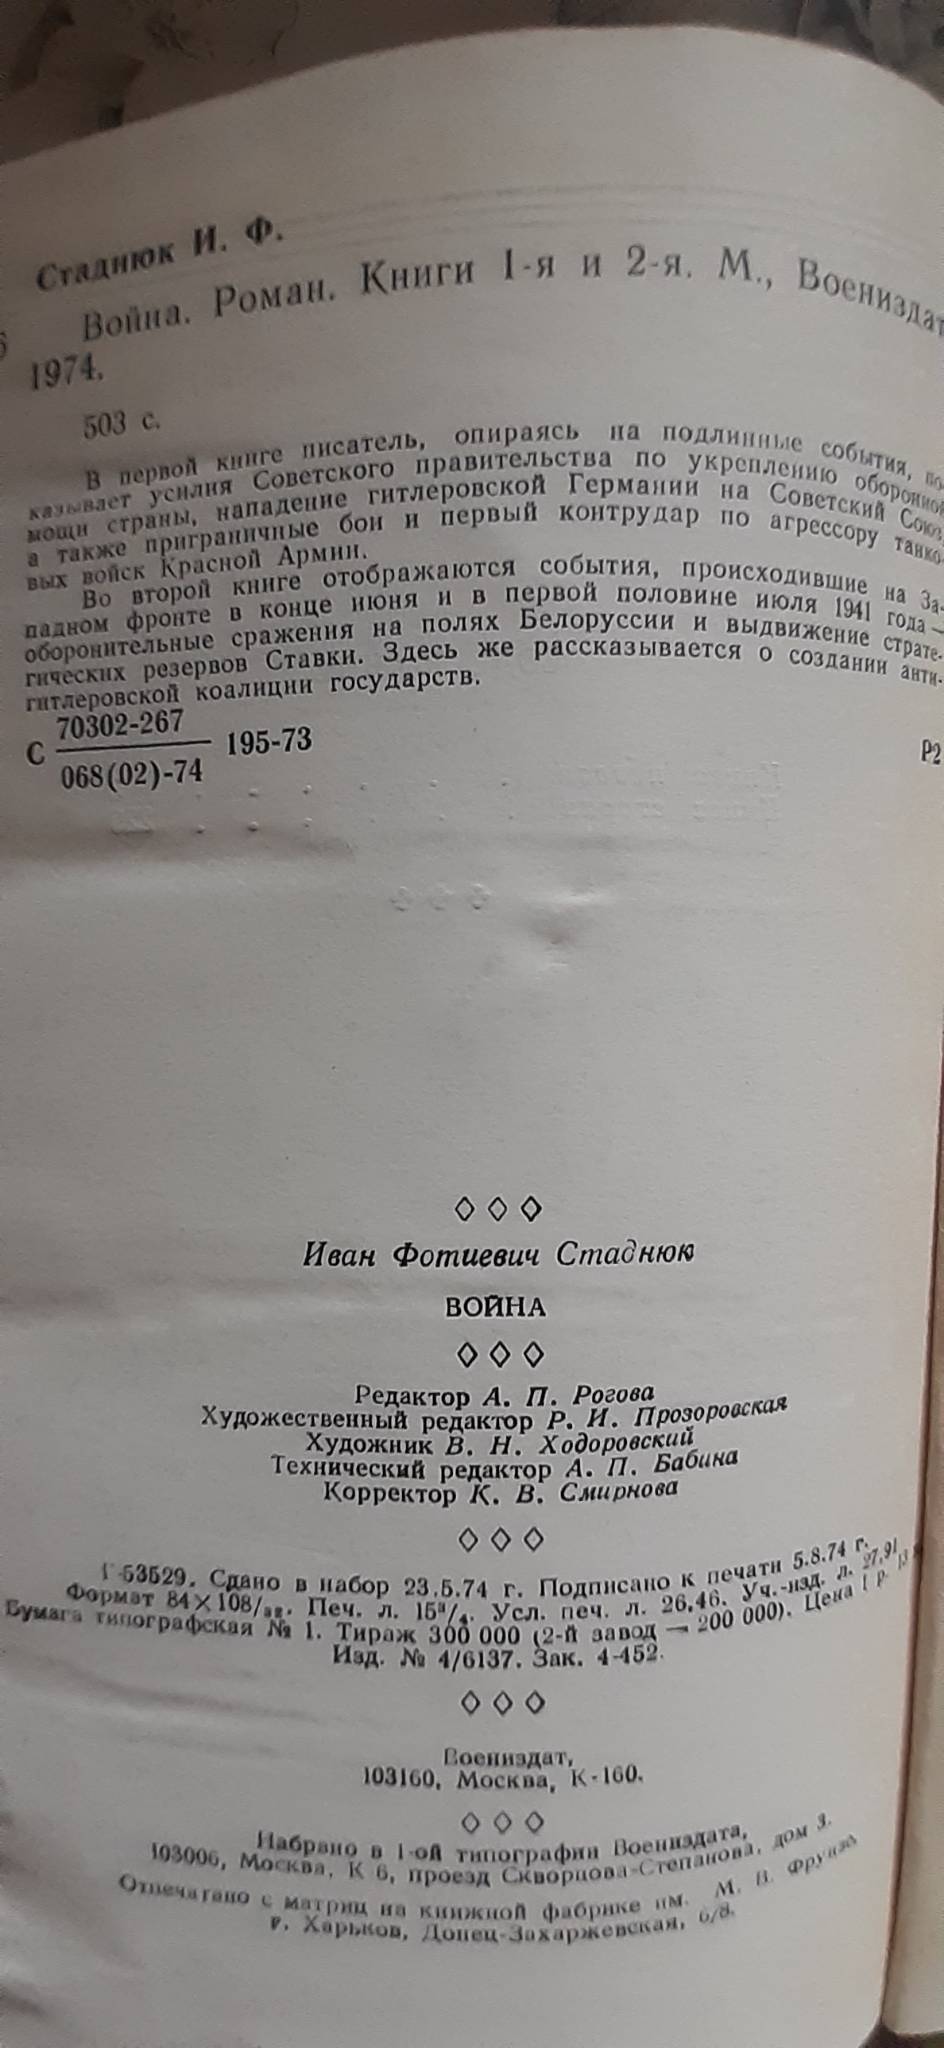 Стаднюк И. Ф.
Война. Роман. Книги 1-я и 2-я. М., Воениздат
6
1974.
503 с.
В первой книге писатель, опираясь на подлинные события, по-
казывает усилия Советского правительства по укреплению оборонной
мощи страны, нападение гитлеровской Германии на Советский Союз,
а также приграничные бои и первый контрудар по агрессору танко-
вых войск Красной Армии.
Во второй книге отображаются события, происходившие на За-
падном фронте в конце июня и в первой половине июля 1941 года —
оборонительные сражения на полях Белоруссии и выдвижение страте-
гических резервов Ставки. Здесь же рассказывается о создании анти-
гитлеровской коалиции государств.
С 70302-267 195-73 Р2
068(02)-74
Иван Фотиевич Стаднюк
ВОЙНА
Редактор А. П. Рогова
Художественный редактор Р. И. Прозоровская
Художник В. Н. Ходоровский
Технический редактор А. П. Бабина
Корректор К. В. Смирнова
Г-53529. Сдано в набор 23.5.74 г. Подписано к печати 5.8.74 г.
Формат 84×108/32. Печ. л. 15³/4. Усл. печ. л. 26,46. Уч.-изд. л. 27,91
Бумага типографская № 1. Тираж 300 000 (2-й завод — 200 000). Цена 1 р. 13
Изд. № 4/6137. Зак. 4-452.
Воениздат,
103160, Москва, К-160.
Набрано в 1-ой типографии Воениздата,
103006, Москва, К 6, проезд Скворцова-Степанова, дом 3.
Отпечатано с матриц на книжной фабрике им. М. В. Фрунзе
г. Харьков, Донец-Захаржевская, 6/8.